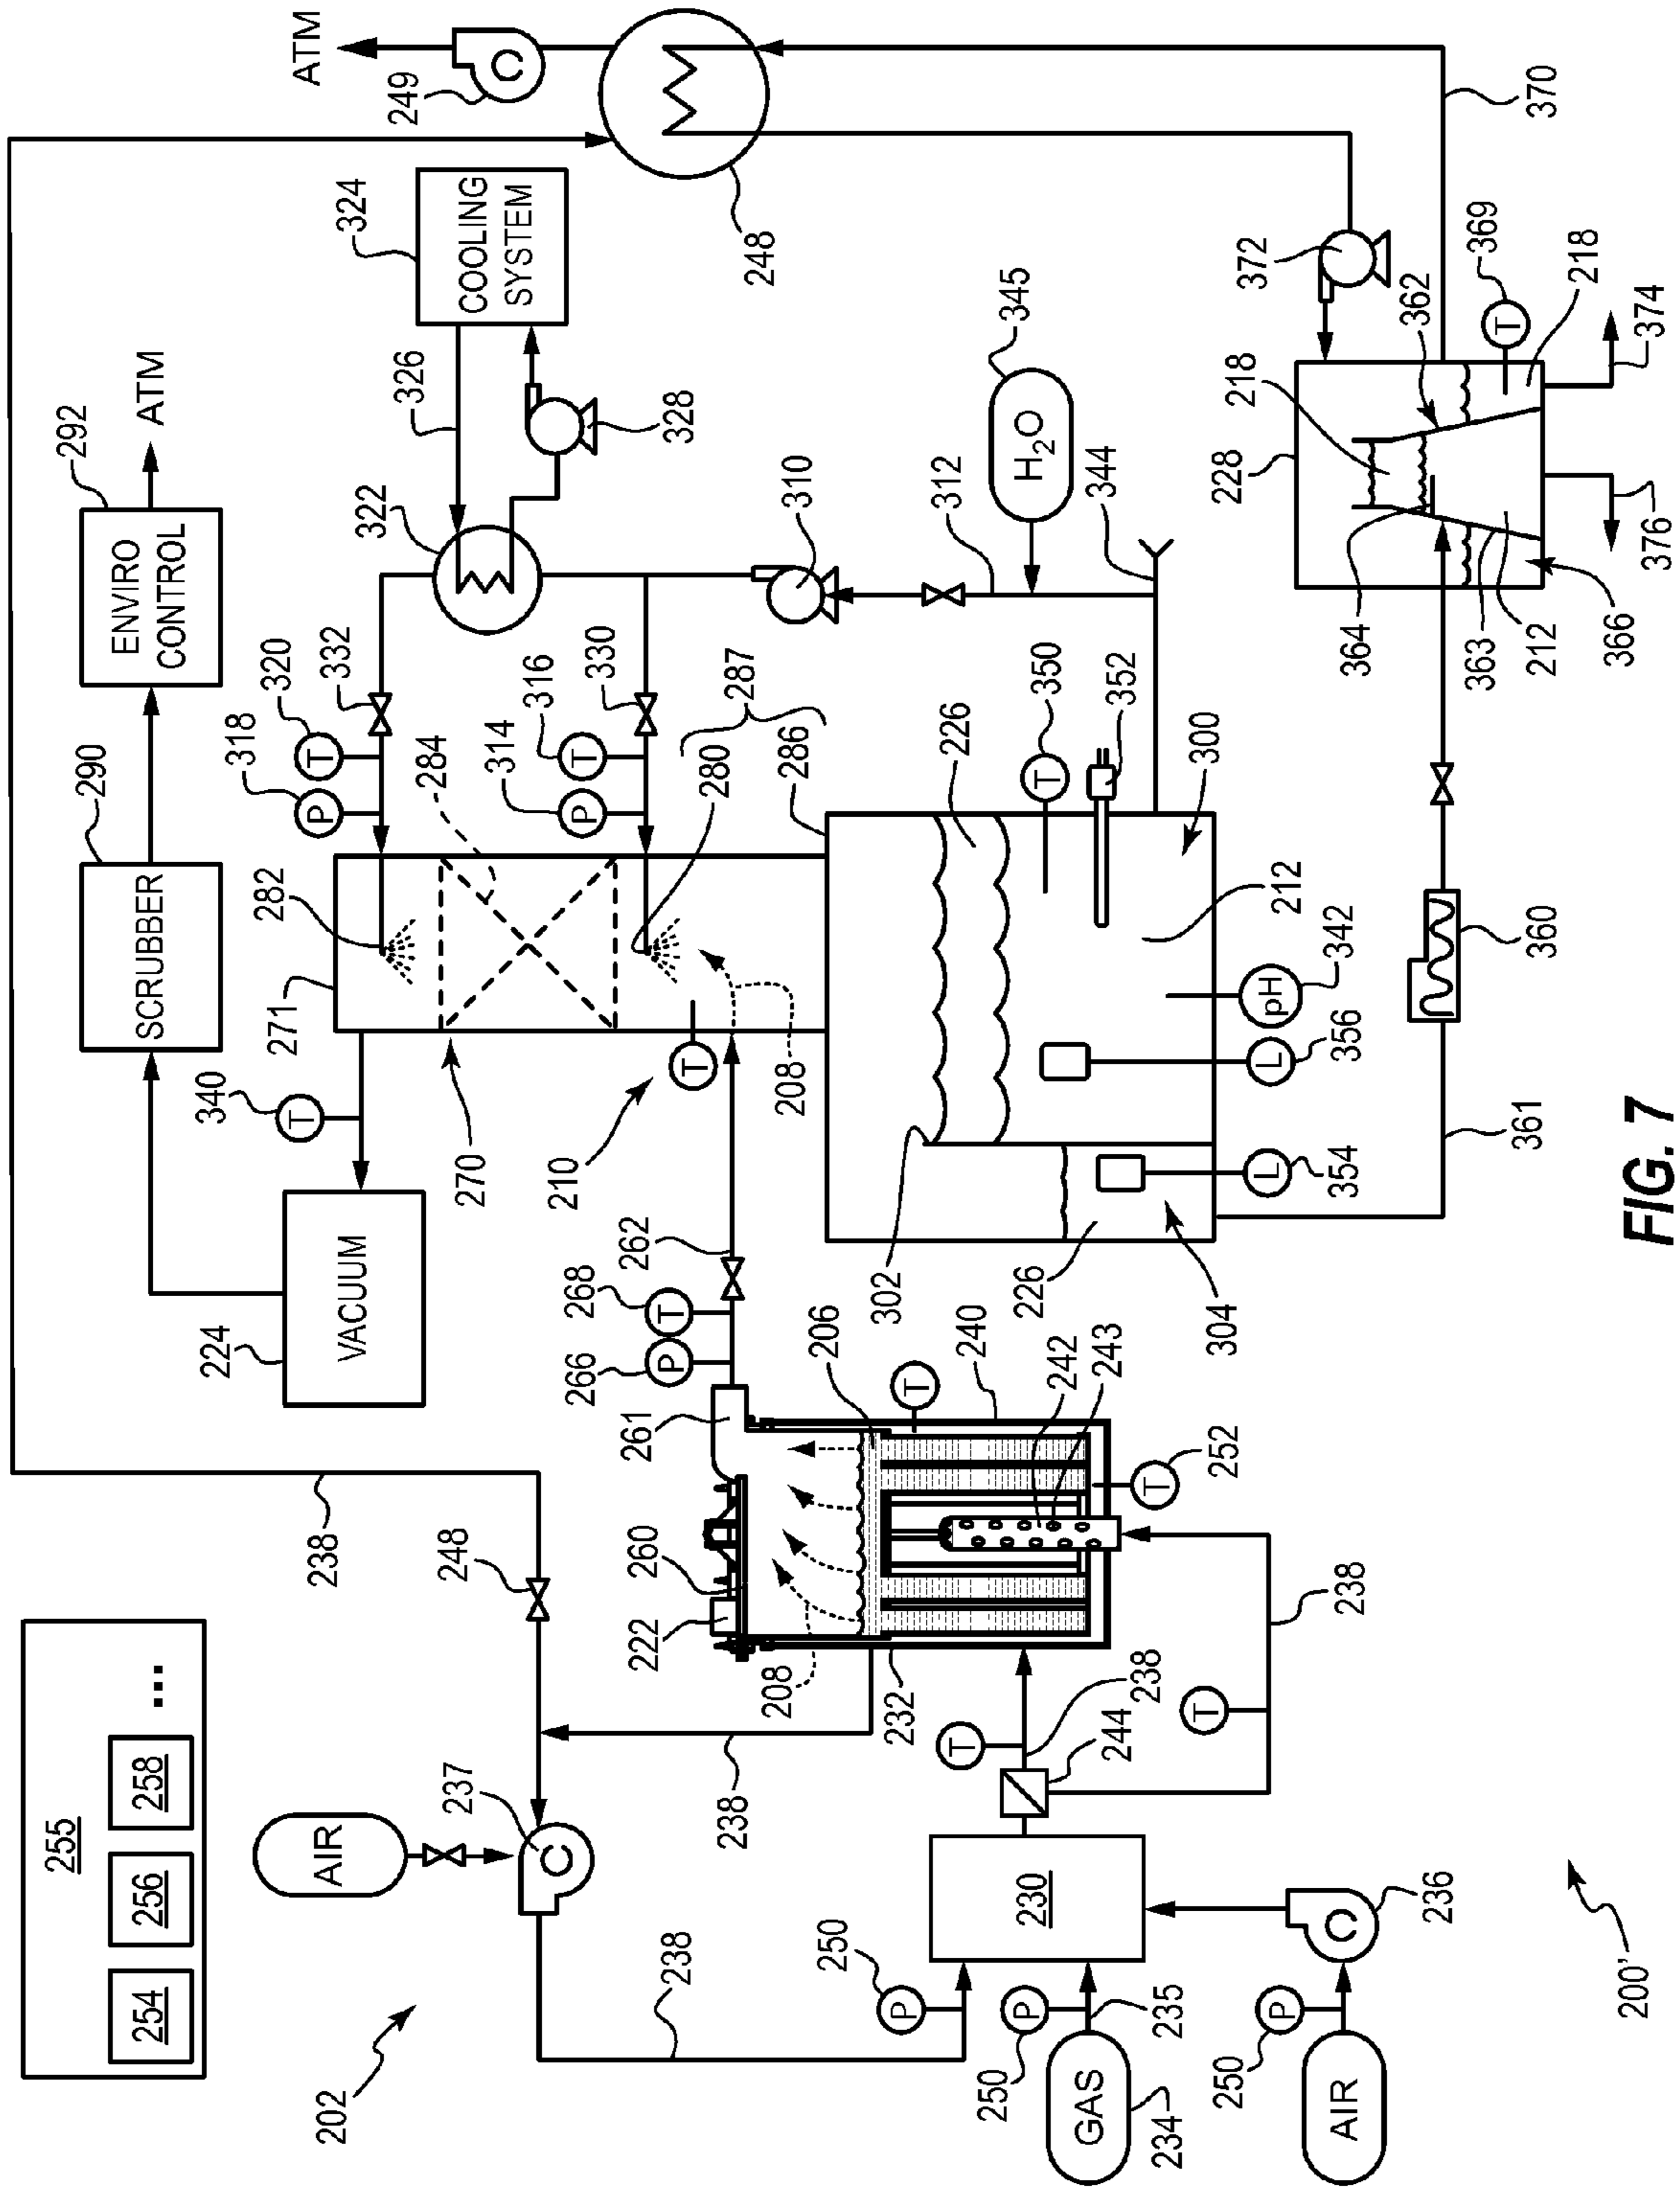 255
254
256
258
...
202
AIR
237
C
238
248
238
224
VACUUM
290
SCRUBBER
292
ENVIRO
CONTROL
ATM
340
T
271
282
318
P
320
T
332
322
326
324
COOLING
SYSTEM
328
249
C
ATM
248
270
210
T
284
314
P
316
T
330
280
286
287
310
312
345
H₂O
344
238
238
222
260
208
261
266
P
268
T
262
206
208
302
226
226
350
T
352
300
212
342
pH
356
L
354
L
304
240
T
242
243
252
T
232
238
T
244
T
238
250
P
230
250
P
235
GAS
234
250
P
AIR
236
C
360
361
228
218
362
372
369
T
218
374
376
364
363
212
366
370
200'
FIG. 7